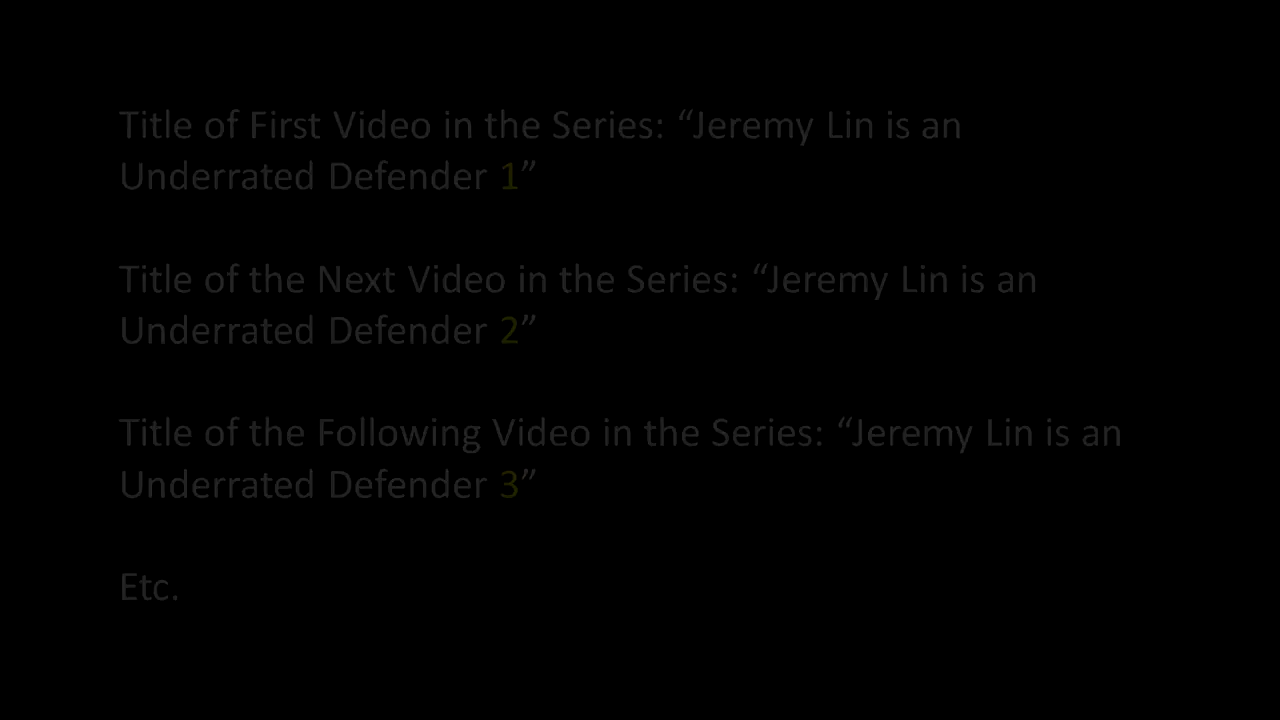 Title of First Video in the Series: “Jeremy Lin is an
Underrated Defender 1”
Title of the Next Video in the Series: “Jeremy Lin is an
Underrated Defender 2”
Title of the Following Video in the Series: “Jeremy Lin is an
Underrated Defender 3”
Etc.